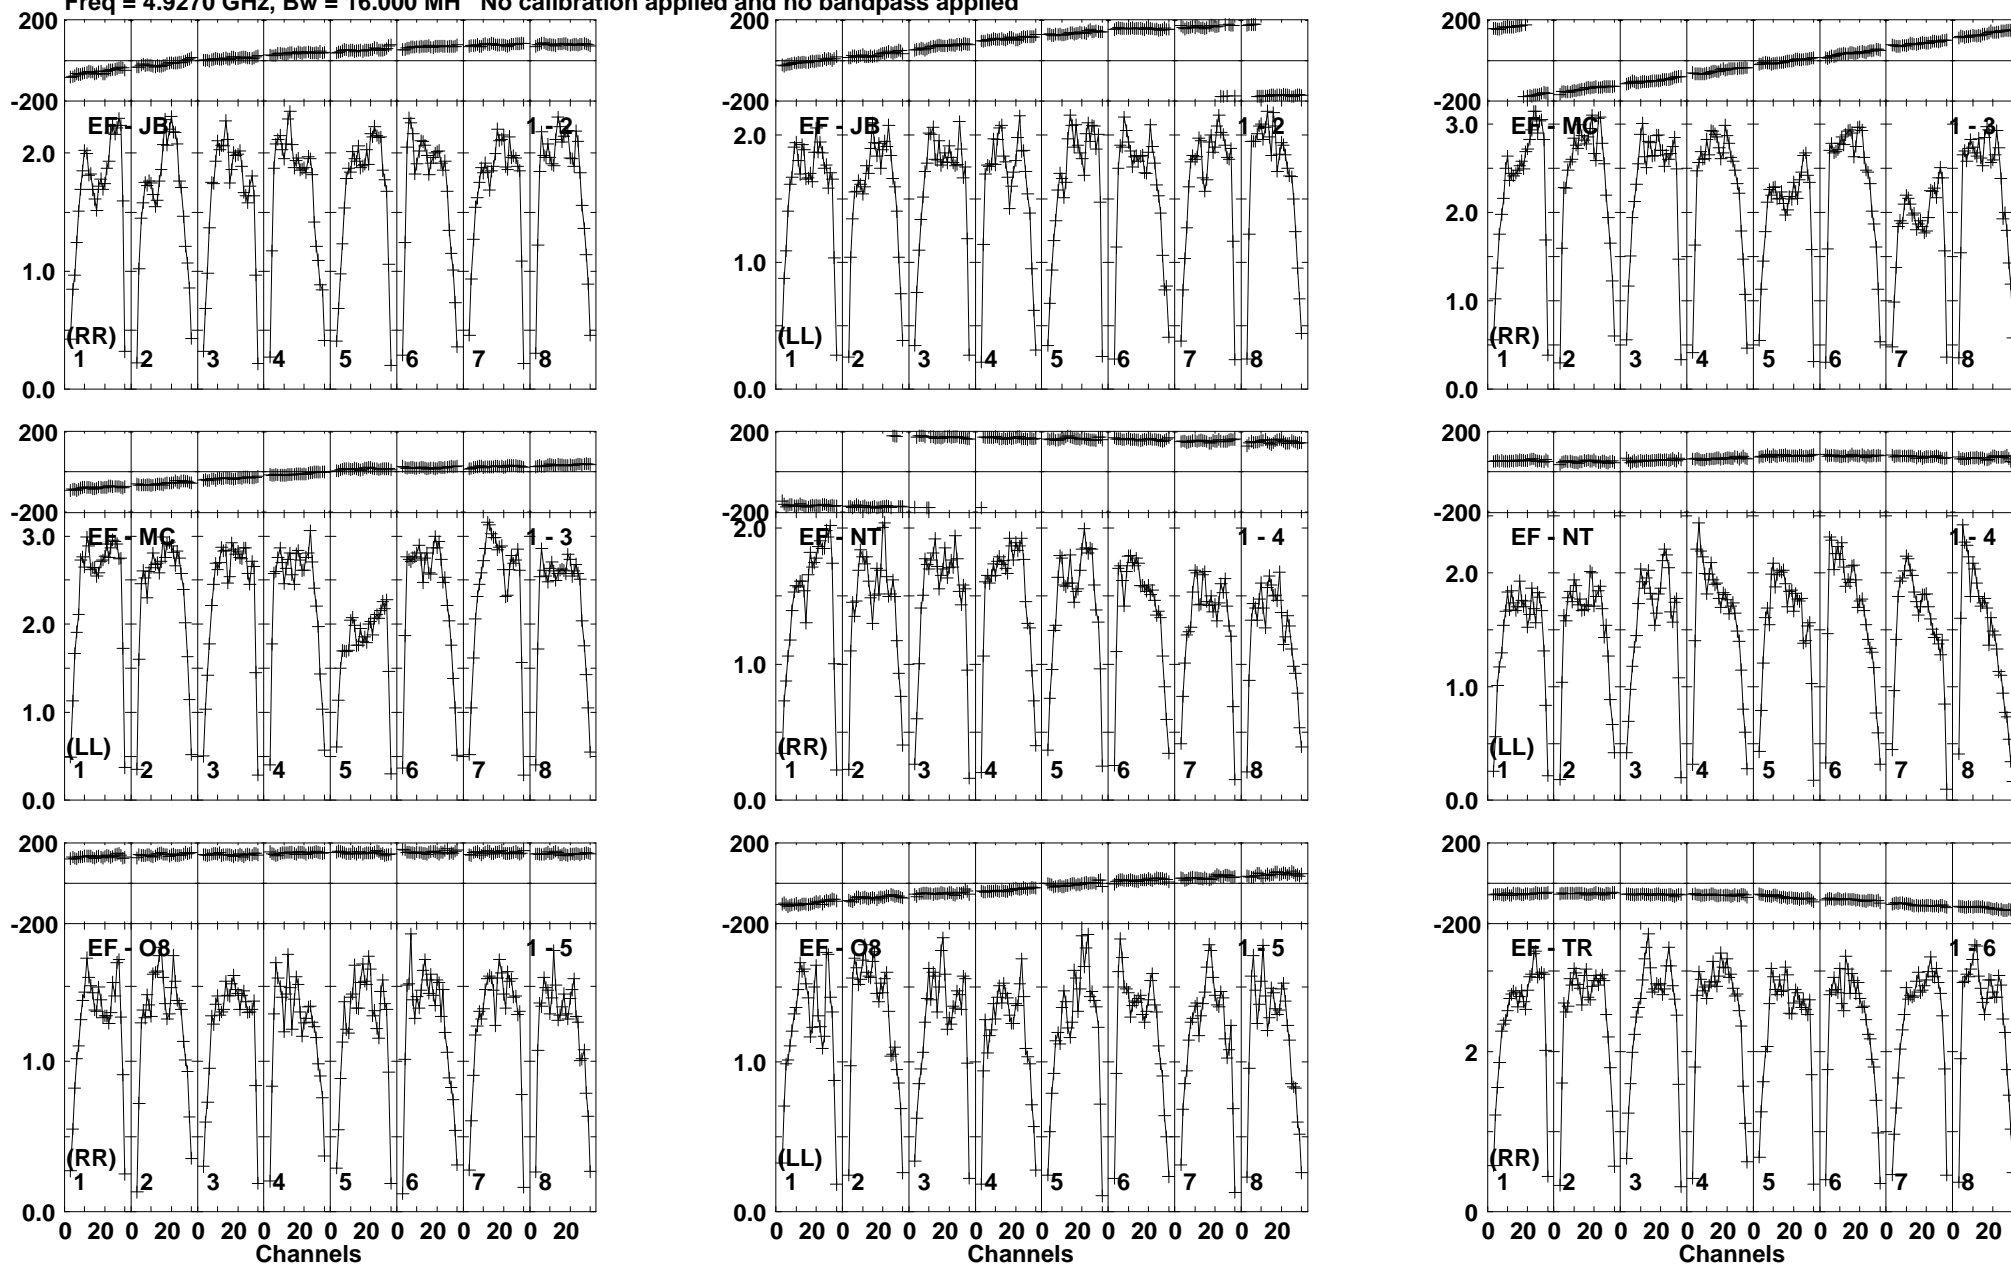 Freq = 4.9270 GHz, Bw = 16.000 MH No calibration applied and no bandpass applied
200 200 200
-200 -200 -200
EF - JB 1 - 2 EF - JB 1 - 2 EF - MC 1 - 3
2.0 2.0 3.0
2.0
1.0 1.0 1.0
(RR) (LL) (RR)
1 2 3 4 5 6 7 8 1 2 3 4 5 6 7 8 1 2 3 4 5 6 7 8
0.0 0.0 0.0
200 200 200
-200 -200 -200
EF - MC 1 - 3 EF - NT 1 - 4 EF - NT 1 - 4
3.0 2.0 2.0
2.0
1.0 1.0 1.0
(LL) (RR) (LL)
1 2 3 4 5 6 7 8 1 2 3 4 5 6 7 8 1 2 3 4 5 6 7 8
0.0 0.0 0.0
200 200 200
-200 -200 -200
EF - O8 1 - 5 EF - O8 1 - 5 EF - TR 1 - 6
1.0 1.0 2
(RR) (LL) (RR)
1 2 3 4 5 6 7 8 1 2 3 4 5 6 7 8 1 2 3 4 5 6 7 8
0.0 0.0 0
0 20 0 20 0 20 0 20 0 20 0 20 0 20 0 20 0 20 0 20 0 20 0 20 0 20 0 20 0 20 0 20 0 20 0 20 0 20 0 20 0 20 0 20 0 20 0 20
Channels Channels Channels